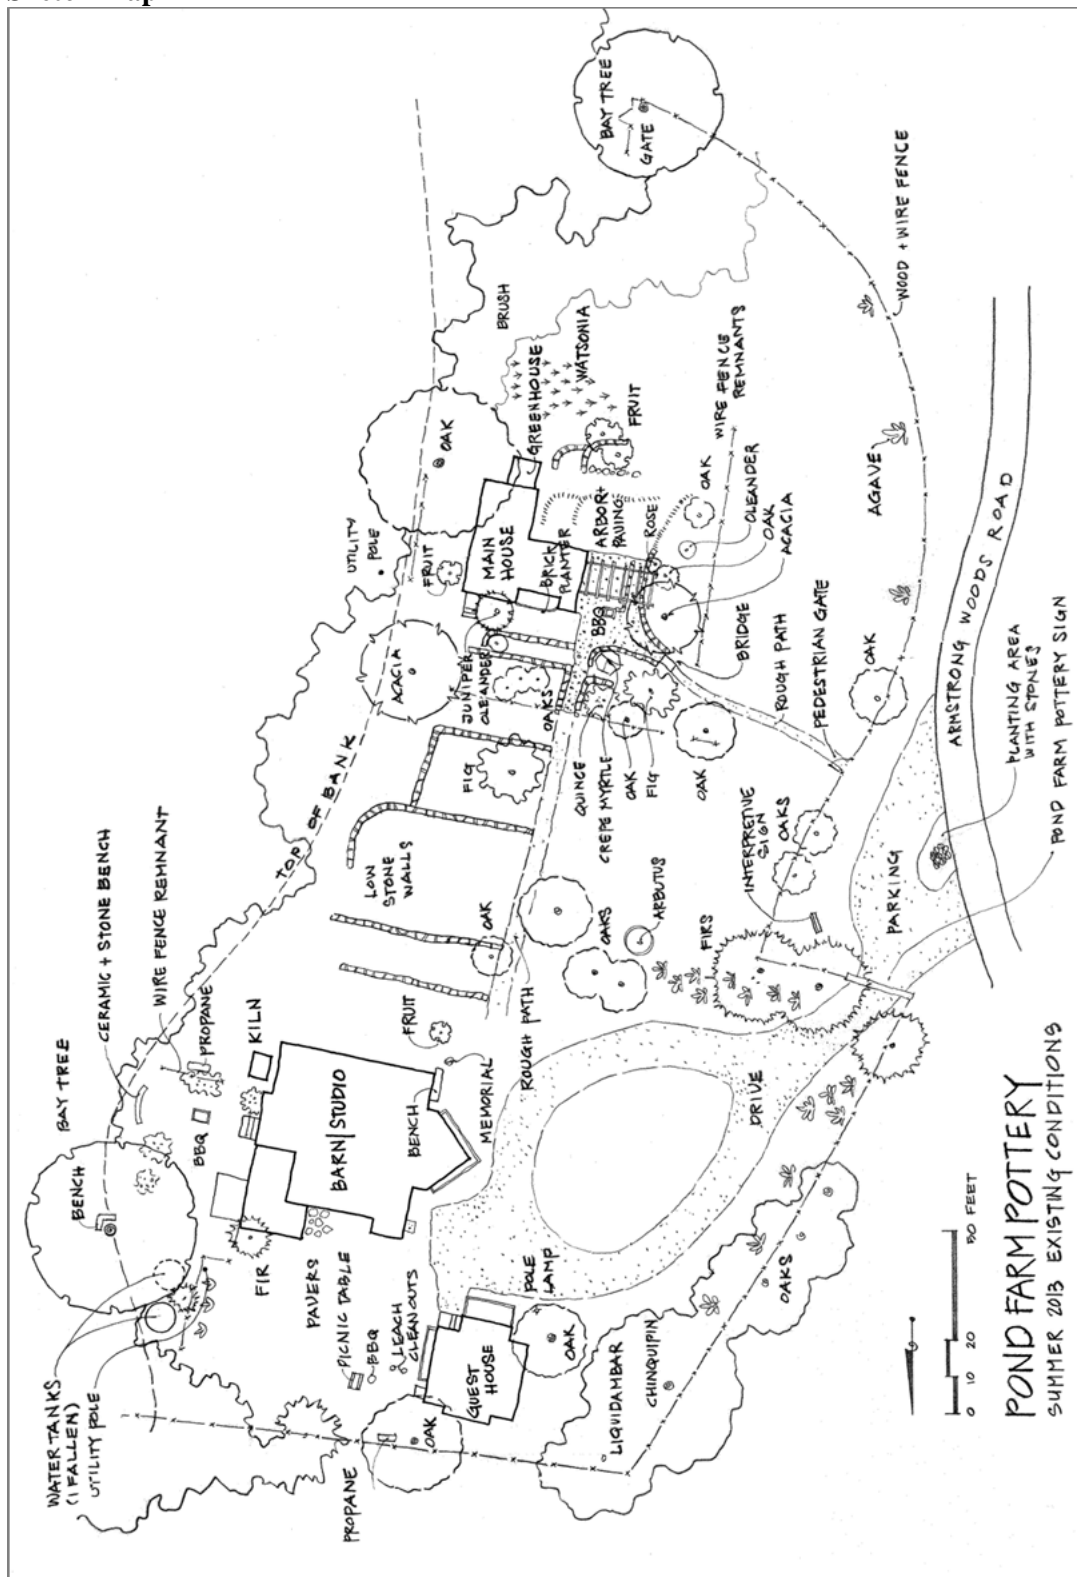 BAY TREE
GATE
WOOD + WIRE FENCE
BRUSH
GREENHOUSE
WATSONIA
FRUIT
WIRE FENCE
REMNANTS
OAK
OAK
OLEANDER
OAK
ACACIA
AGAVE
ARMSTRONG WOODS ROAD
UTILITY
POLE
FRUIT
MAIN
HOUSE
BRICK
PLANTER
ARBOR+
PAVING
ROSE
BBQ
BRIDGE
ROUGH PATH
PEDESTRIAN GATE
OAK
PLANTING AREA
WITH STONES
POND FARM POTTERY SIGN
ACACIA
JUNIPER
OLEANDER
OAKS
FIG
QUINCE
CREPE MYRTLE
OAK
FIG
OAK
INTERPRETIVE
SIGN
OAKS
PARKING
TOP OF BANK
LOW
STONE
WALLS
OAK
OAKS
ARBUTUS
FIRS
CERAMIC + STONE BENCH
WIRE FENCE REMNANT
PROPANE
KILN
FRUIT
ROUGH PATH
MEMORIAL
BENCH
BARN/STUDIO
DRIVE
BAY TREE
BENCH
BBQ
FIR
PAVERS
PICNIC TABLE
BBQ
LEACH
CLEANOUTS
POLE
LAMP
OAKS
WATER TANKS
(1 FALLEN)
UTILITY POLE
PROPANE
OAK
GUEST
HOUSE
OAK
LIQUIDAMBAR
CHINQUIPIN
0 10 20 50 FEET
POND FARM POTTERY
SUMMER 2013 EXISTING CONDITIONS